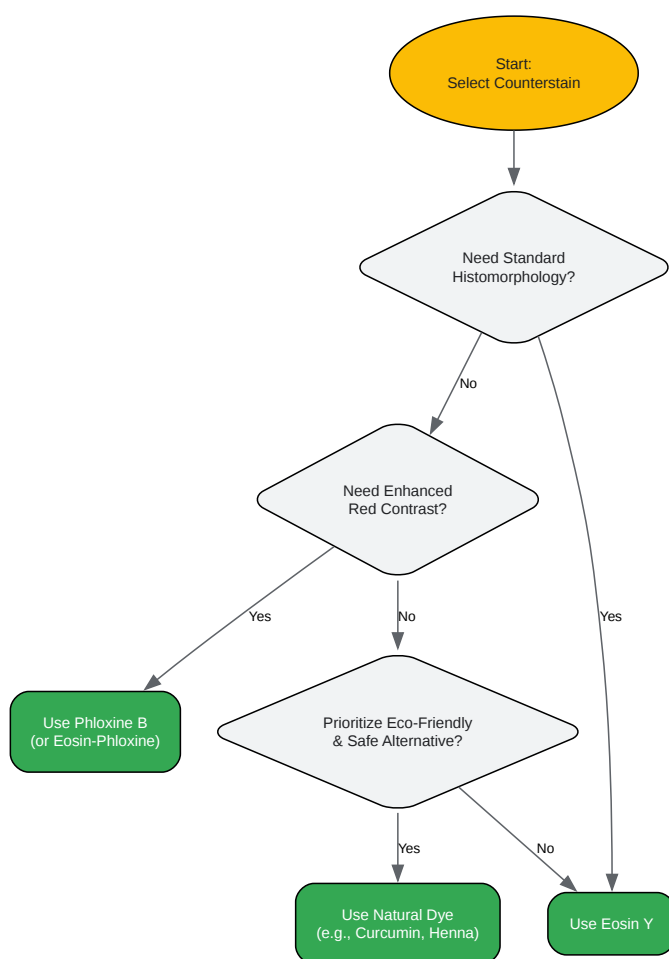 Start:
Select Counterstain
Need Standard
Histomorphology?
No
Need Enhanced
Red Contrast?
Yes
No
Yes
Use Phloxine B
(or Eosin-Phloxine)
Prioritize Eco-Friendly
& Safe Alternative?
Yes
No
Use Natural Dye
(e.g., Curcumin, Henna)
Use Eosin Y